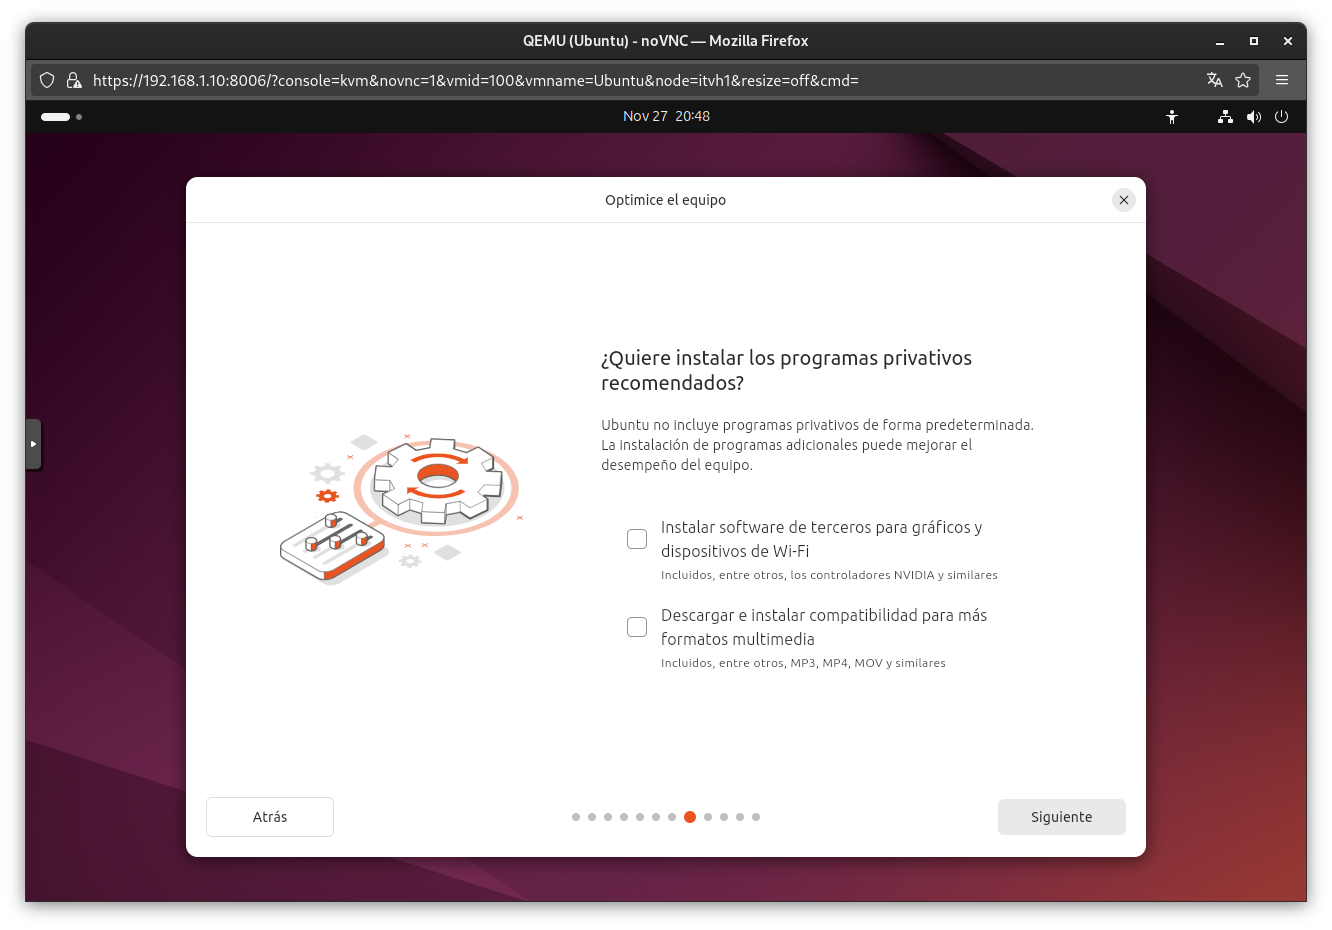 QEMU (Ubuntu) - noVNC — Mozilla Firefox
https://192.168.1.10:8006/?console=kvm&novnc=1&vmid=100&vmname=Ubuntu&node=itvh1&resize=off&cmd=
Nov 27 20:48
Optimice el equipo
¿Quiere instalar los programas privativos
recomendados?
Ubuntu no incluye programas privativos de forma predeterminada.
La instalación de programas adicionales puede mejorar el
desempeño del equipo.
Instalar software de terceros para gráficos y
dispositivos de Wi-Fi
Incluidos, entre otros, los controladores NVIDIA y similares
Descargar e instalar compatibilidad para más
formatos multimedia
Incluidos, entre otros, MP3, MP4, MOV y similares
Atrás
Siguiente